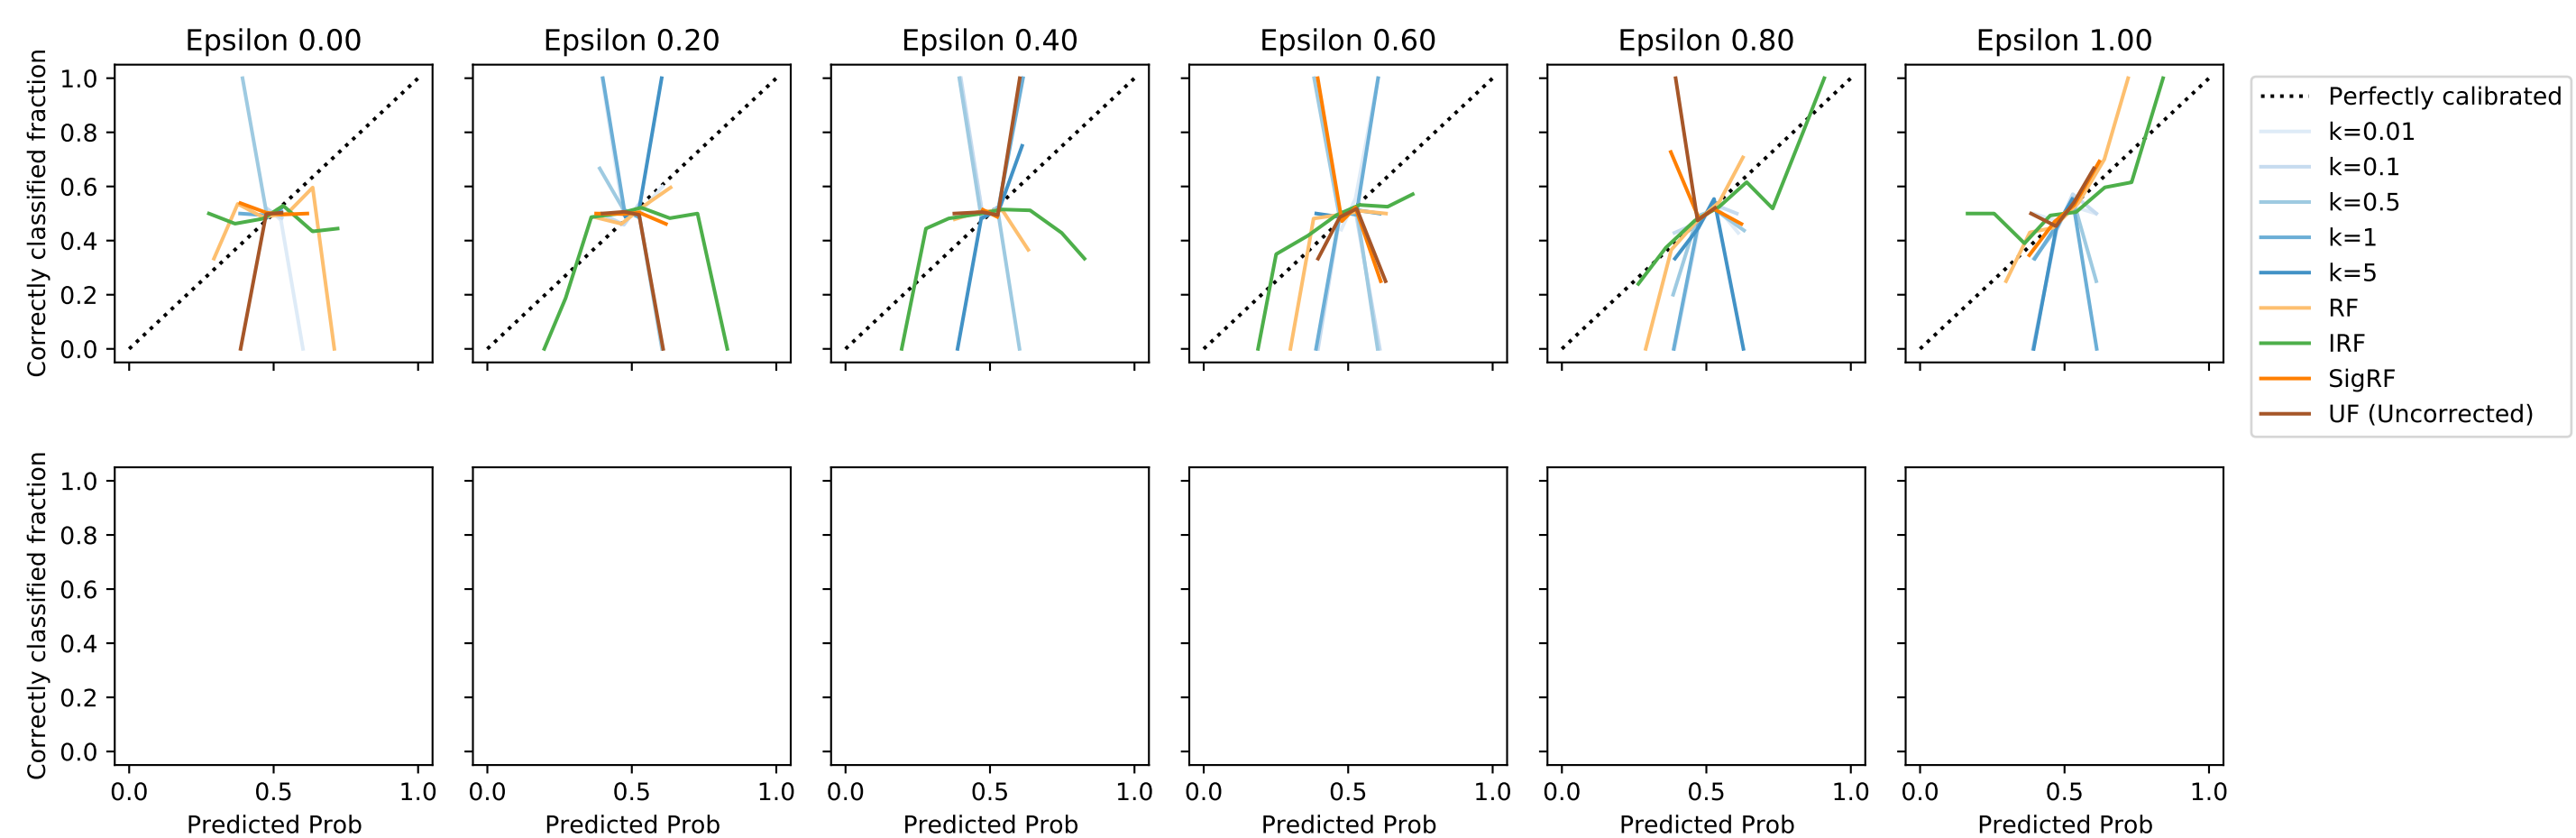 Epsilon 0.00 Epsilon 0.20 Epsilon 0.40 Epsilon 0.60 Epsilon 0.80 Epsilon 1.00
Correctly classified fraction
1.0
0.8
0.6
0.4
0.2
0.0
Perfectly calibrated
k=0.01
k=0.1
k=0.5
k=1
k=5
RF
IRF
SigRF
UF (Uncorrected)
Correctly classified fraction
1.0
0.8
0.6
0.4
0.2
0.0
0.0 0.5 1.0 0.0 0.5 1.0 0.0 0.5 1.0 0.0 0.5 1.0 0.0 0.5 1.0 0.0 0.5 1.0
Predicted Prob Predicted Prob Predicted Prob Predicted Prob Predicted Prob Predicted Prob